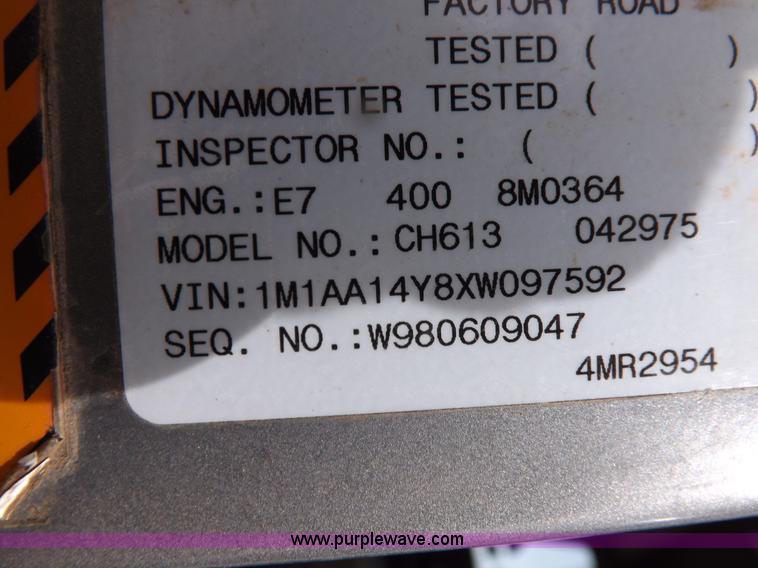 FACTORY ROAD
TESTED ( )
DYNAMOMETER TESTED ( )
INSPECTOR NO.: ( )
ENG.:E7 400 8M0364
MODEL NO.:CH613 042975
VIN:1M1AA14Y8XW097592
SEQ. NO.:W980609047
4MR2954
www.purplewave.com